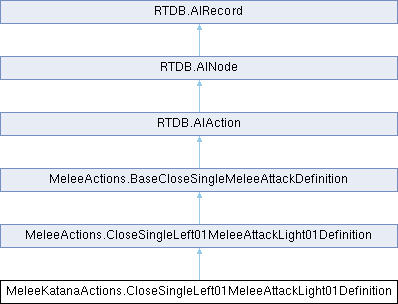 RTDB.AIRecord
RTDB.AINode
RTDB.AIAction
MeleeActions.BaseCloseSingleMeleeAttackDefinition
MeleeActions.CloseSingleLeft01MeleeAttackLight01Definition
MeleeKatanaActions.CloseSingleLeft01MeleeAttackLight01Definition